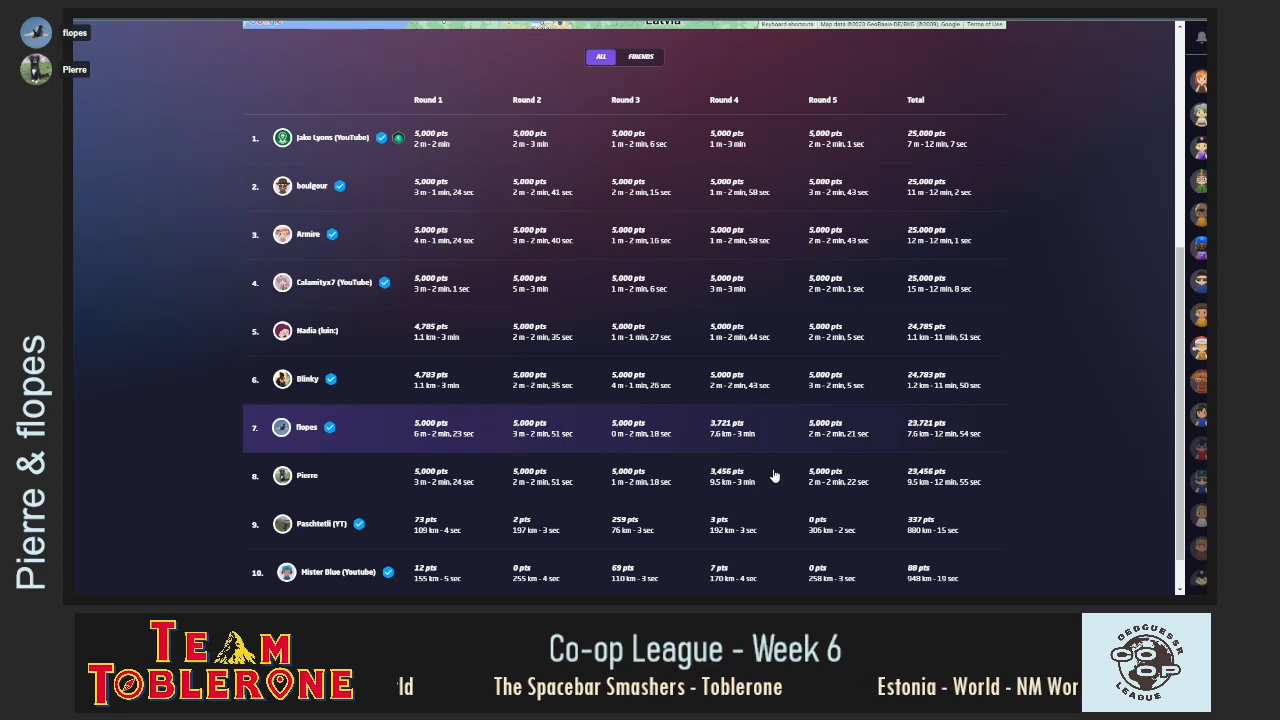 flopes
Pierre
Pierre & flopes
Google
Latvia
Keyboard shortcuts Map data ©2023 GeoBasis-DE/BKG (©2009), Google Terms of Use
ALL FRIENDS
Round 1 Round 2 Round 3 Round 4 Round 5 Total
1. Jake Lyons (YouTube) 5,000 pts 5,000 pts 5,000 pts 5,000 pts 5,000 pts 25,000 pts
2 m - 2 min 2 m - 3 min 1 m - 2 min, 6 sec 1 m - 3 min 2 m - 2 min, 1 sec 7 m - 12 min, 7 sec
2. boulgour 5,000 pts 5,000 pts 5,000 pts 5,000 pts 5,000 pts 25,000 pts
3 m - 1 min, 24 sec 2 m - 2 min, 41 sec 2 m - 2 min, 15 sec 1 m - 2 min, 58 sec 3 m - 2 min, 43 sec 11 m - 12 min, 2 sec
3. Armire 5,000 pts 5,000 pts 5,000 pts 5,000 pts 5,000 pts 25,000 pts
4 m - 1 min, 24 sec 3 m - 2 min, 40 sec 1 m - 2 min, 16 sec 1 m - 2 min, 58 sec 2 m - 2 min, 43 sec 12 m - 12 min, 1 sec
4. Calamityx7 (YouTube) 5,000 pts 5,000 pts 5,000 pts 5,000 pts 5,000 pts 25,000 pts
3 m - 2 min, 1 sec 5 m - 3 min 1 m - 2 min, 6 sec 3 m - 3 min 2 m - 2 min, 1 sec 15 m - 12 min, 8 sec
5. Nadia (luin:) 4,785 pts 5,000 pts 5,000 pts 5,000 pts 5,000 pts 24,785 pts
1.1 km - 3 min 2 m - 2 min, 35 sec 1 m - 1 min, 27 sec 1 m - 2 min, 44 sec 2 m - 2 min, 5 sec 1.1 km - 11 min, 51 sec
6. Blinky 4,783 pts 5,000 pts 5,000 pts 5,000 pts 5,000 pts 24,783 pts
1.1 km - 3 min 2 m - 2 min, 35 sec 4 m - 1 min, 26 sec 2 m - 2 min, 43 sec 3 m - 2 min, 5 sec 1.2 km - 11 min, 50 sec
7. flopes 5,000 pts 5,000 pts 5,000 pts 3,721 pts 5,000 pts 23,721 pts
6 m - 2 min, 23 sec 3 m - 2 min, 51 sec 0 m - 2 min, 18 sec 7.6 km - 3 min 2 m - 2 min, 21 sec 7.6 km - 12 min, 54 sec
8. Pierre 5,000 pts 5,000 pts 5,000 pts 3,456 pts 5,000 pts 23,456 pts
3 m - 2 min, 24 sec 2 m - 2 min, 51 sec 1 m - 2 min, 18 sec 9.5 km - 3 min 2 m - 2 min, 22 sec 9.5 km - 12 min, 55 sec
9. Paschtetli (YT) 73 pts 2 pts 259 pts 3 pts 0 pts 337 pts
109 km - 4 sec 197 km - 3 sec 76 km - 3 sec 192 km - 3 sec 306 km - 2 sec 880 km - 15 sec
10. Mister Blue (Youtube) 12 pts 0 pts 69 pts 7 pts 0 pts 88 pts
155 km - 5 sec 255 km - 4 sec 110 km - 3 sec 170 km - 4 sec 258 km - 3 sec 948 km - 19 sec
TEAM
TOBLERONE
Co-op League - Week 6
ld The Spacebar Smashers - Toblerone Estonia - World - NM Wor
GEOGUESSR
CO-OP
LEAGUE